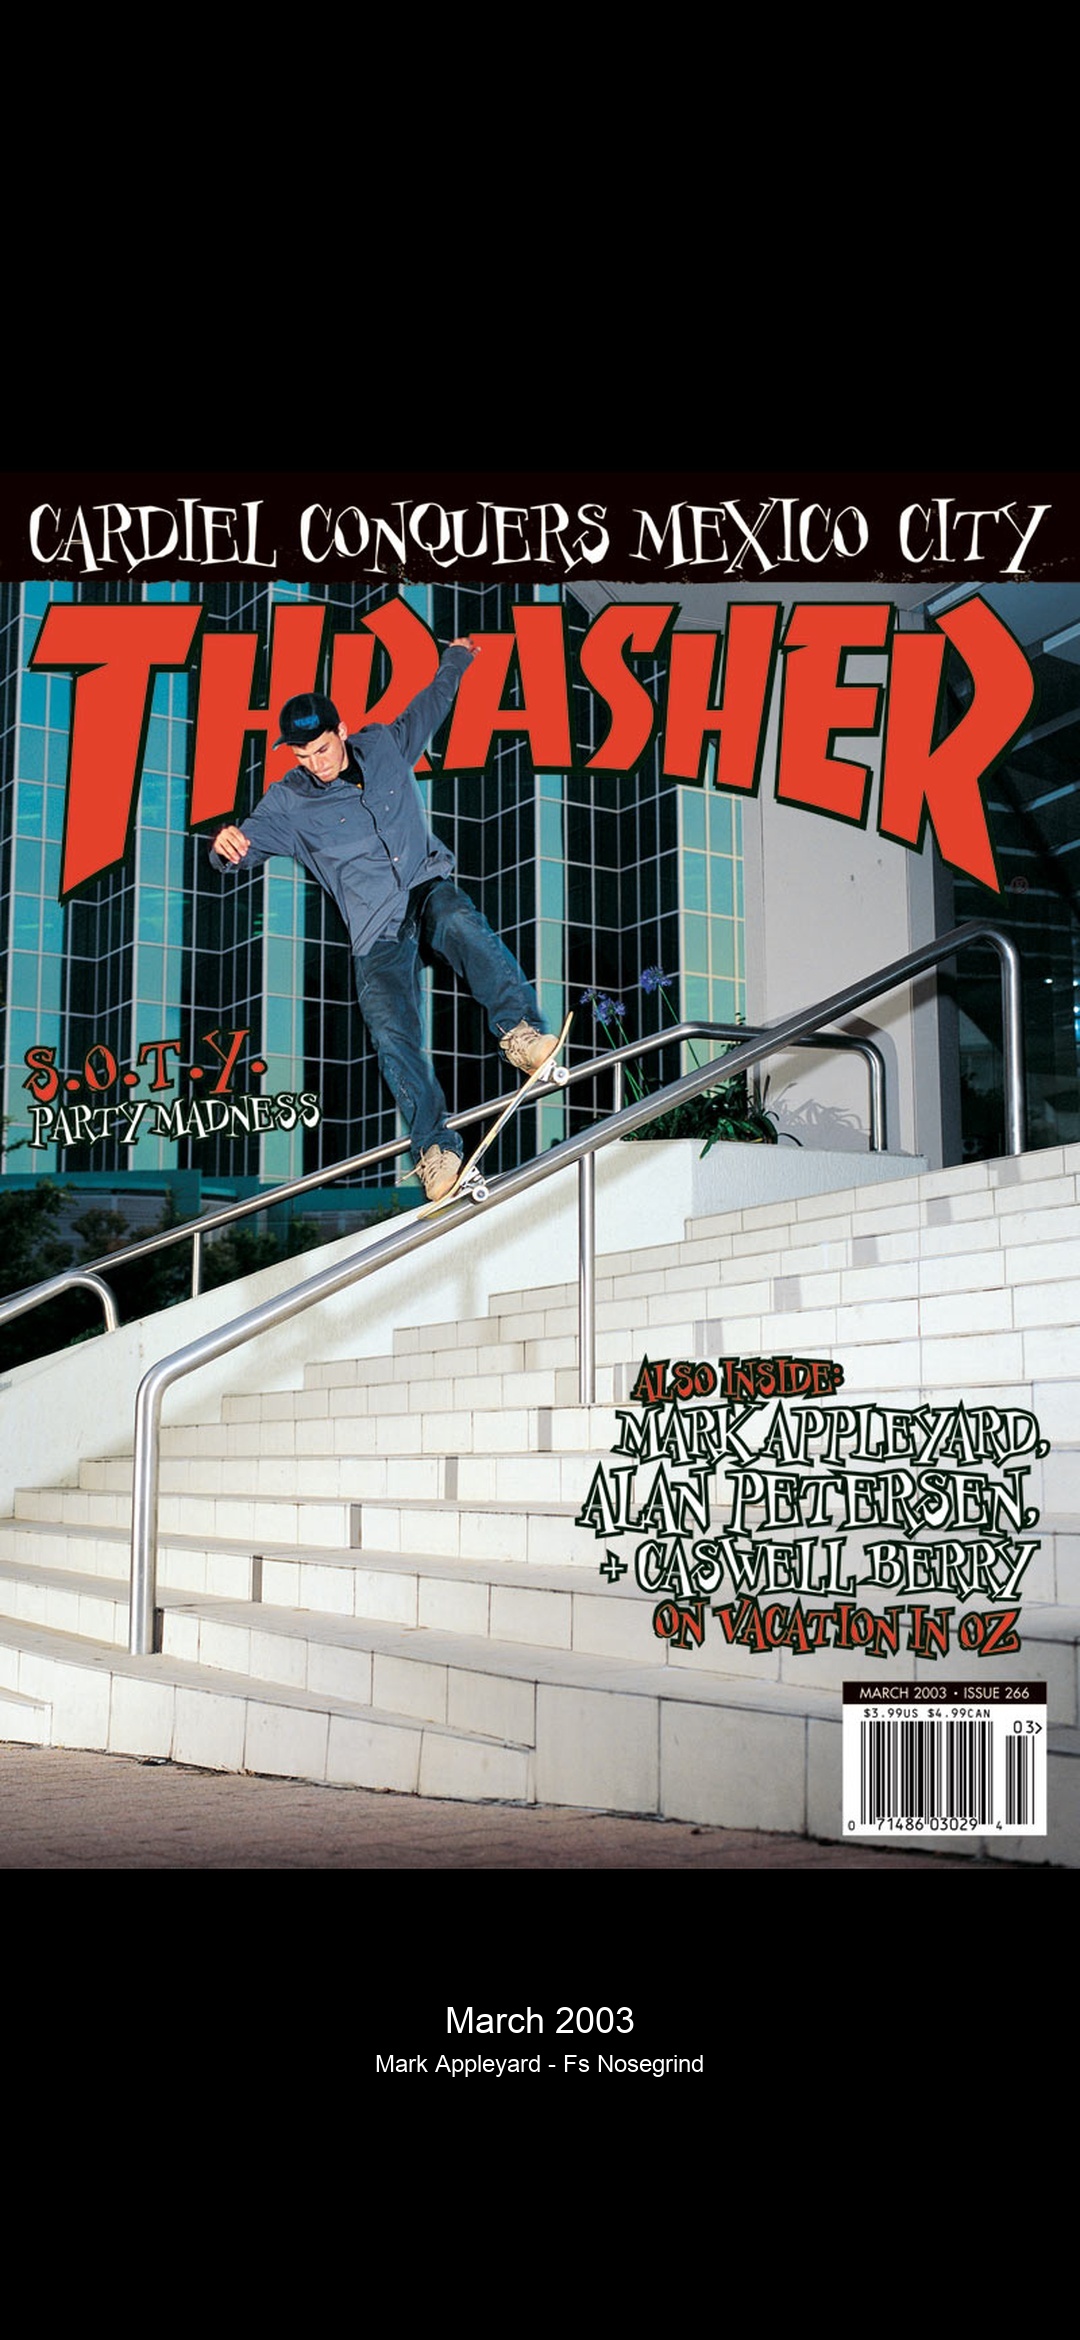 CARDIEL CONQUERS MEXICO CITY
THRASHER
®
S.O.T.Y.
PARTY MADNESS
ALSO INSIDE:
MARK APPLEYARD,
ALAN PETERSEN,
+ CASWELL BERRY
ON VACATION IN OZ
MARCH 2003 • ISSUE 266
$3.99US $4.99CAN
03>
0 71486 03029 4
March 2003
Mark Appleyard - Fs Nosegrind